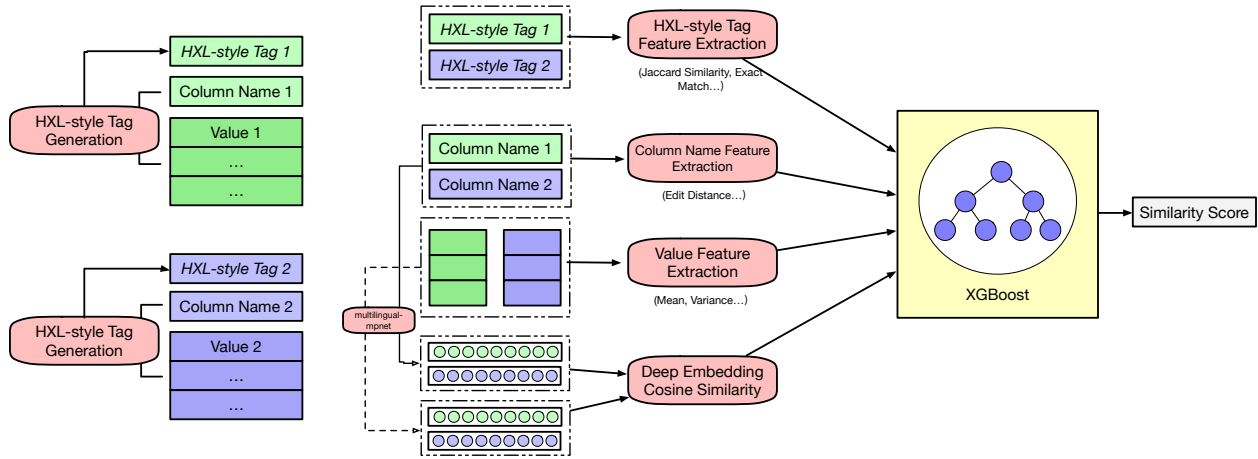 HXL-style Tag 1
Column Name 1
HXL-style Tag
Generation
Value 1
...
...
HXL-style Tag 2
Column Name 2
HXL-style Tag
Generation
Value 2
...
...
HXL-style Tag 1
HXL-style Tag 2
HXL-style Tag
Feature Extraction
(Jaccard Similarity, Exact
Match...)
Column Name 1
Column Name 2
Column Name Feature
Extraction
(Edit Distance...)
Value Feature
Extraction
(Mean, Variance...)
multilingual-
mpnet
Deep Embedding
Cosine Similarity
XGBoost
Similarity Score